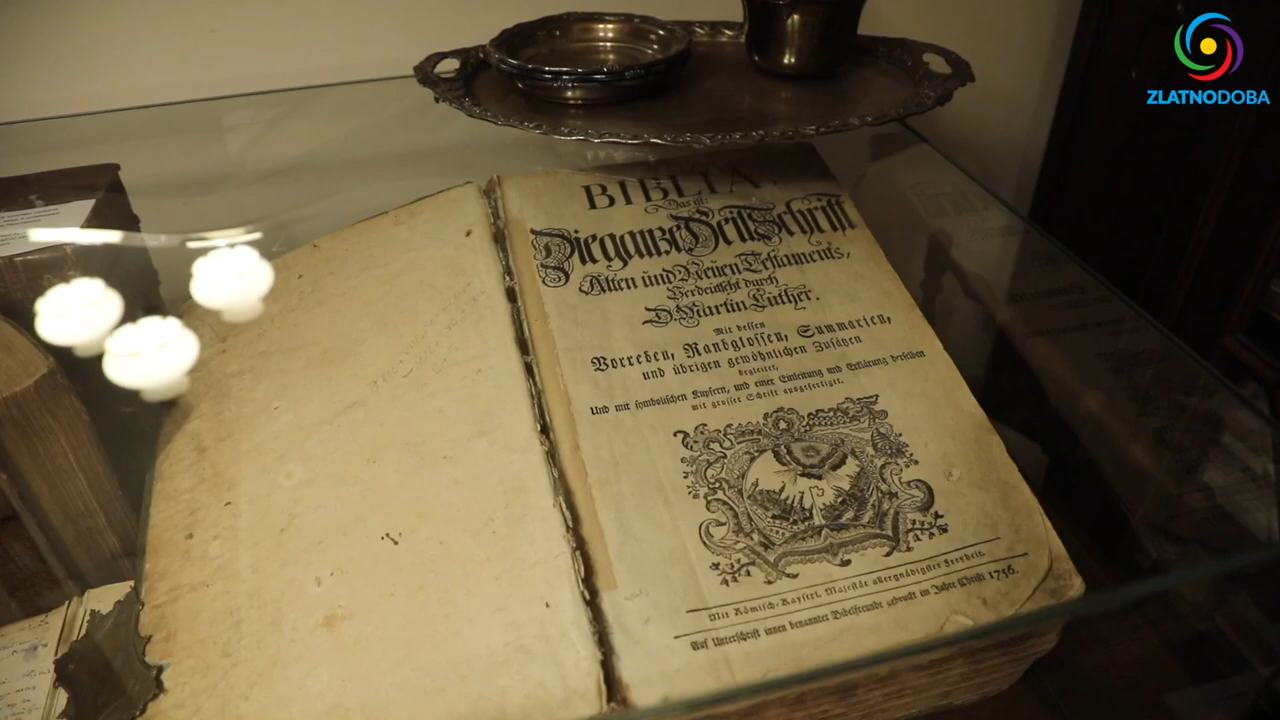 ZLATNODOBA
BIBLIA,
Das ist:
Die ganze Heil. Schrift
Alten und Neuen Testaments,
Verdeutscht durch
D. Martin Luther.
Mit dessen
Vorreden, Randglossen, Summarien,
und übrigen gewöhnlichen Zusätzen
begleitet,
Und mit symbolischen Kupfern, und einer Einleitung und Erklärung derselben
mit grosser Schrift ausgefertiget.
Mit Römisch-Kayserl. Majestät allergnädigster Freyheit.
Auf Unterschrift innen benannter Bibelfreunde gedruckt im Jahre Christi 1756.